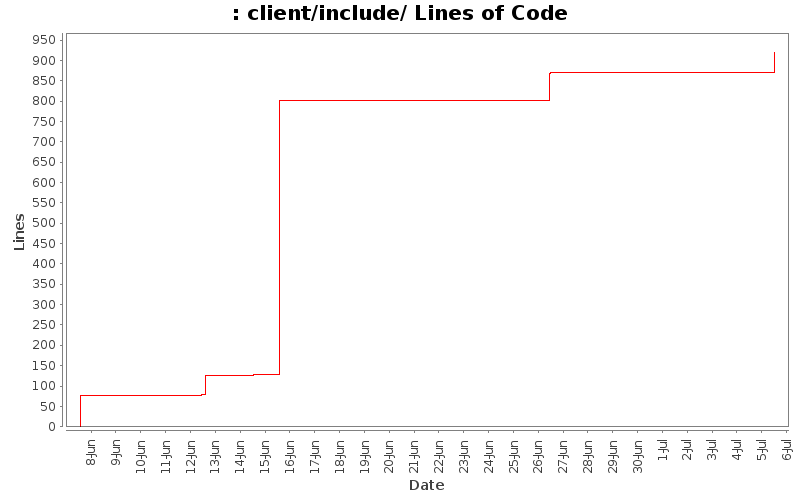 : client/include/ Lines of Code
950
900
850
800
750
700
650
600
550
500
450
400
350
300
250
200
150
100
50
0
Lines
8-Jun
9-Jun
10-Jun
11-Jun
12-Jun
13-Jun
14-Jun
15-Jun
16-Jun
17-Jun
18-Jun
19-Jun
20-Jun
21-Jun
22-Jun
23-Jun
24-Jun
25-Jun
26-Jun
27-Jun
28-Jun
29-Jun
30-Jun
1-Jul
2-Jul
3-Jul
4-Jul
5-Jul
6-Jul
Date